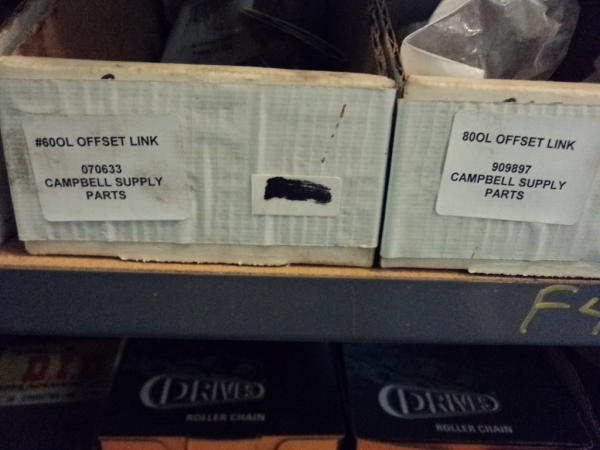 #60OL OFFSET LINK
070633
CAMPBELL SUPPLY
PARTS
80OL OFFSET LINK
909897
CAMPBELL SUPPLY
PARTS
F4
D.I.D
DRIVES
ROLLER CHAIN
DRIVES
ROLLER CHAIN